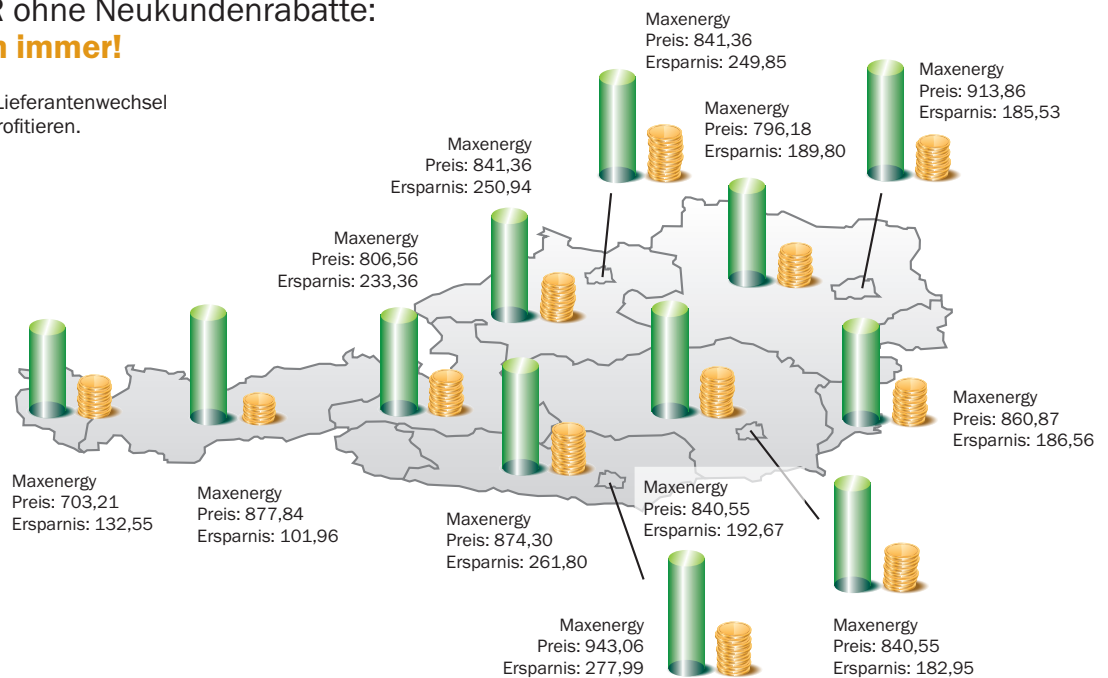 R ohne Neukundenrabatte:
n immer!
Lieferantenwechsel
rofitieren.
Maxenergy
Preis: 841,36
Ersparnis: 249,85
Maxenergy
Preis: 913,86
Ersparnis: 185,53
Maxenergy
Preis: 796,18
Ersparnis: 189,80
Maxenergy
Preis: 841,36
Ersparnis: 250,94
Maxenergy
Preis: 806,56
Ersparnis: 233,36
Maxenergy
Preis: 860,87
Ersparnis: 186,56
Maxenergy
Preis: 703,21
Ersparnis: 132,55
Maxenergy
Preis: 877,84
Ersparnis: 101,96
Maxenergy
Preis: 874,30
Ersparnis: 261,80
Maxenergy
Preis: 840,55
Ersparnis: 192,67
Maxenergy
Preis: 943,06
Ersparnis: 277,99
Maxenergy
Preis: 840,55
Ersparnis: 182,95